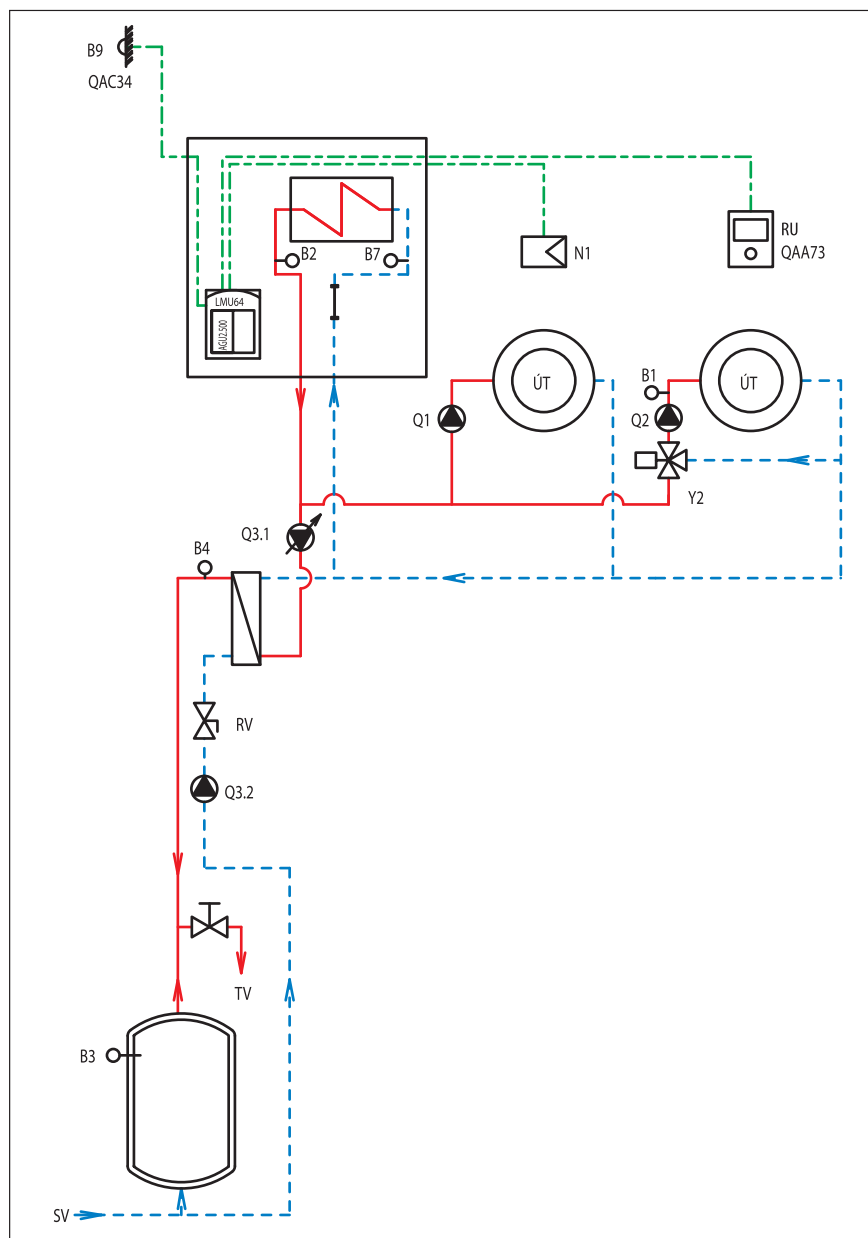 B9
QAC34
B2
B7
LMU64
AGU2.500
N1
RU
QAA73
ÚT
ÚT
B1
Q1
Q2
Y2
Q3.1
B4
RV
Q3.2
TV
B3
SV